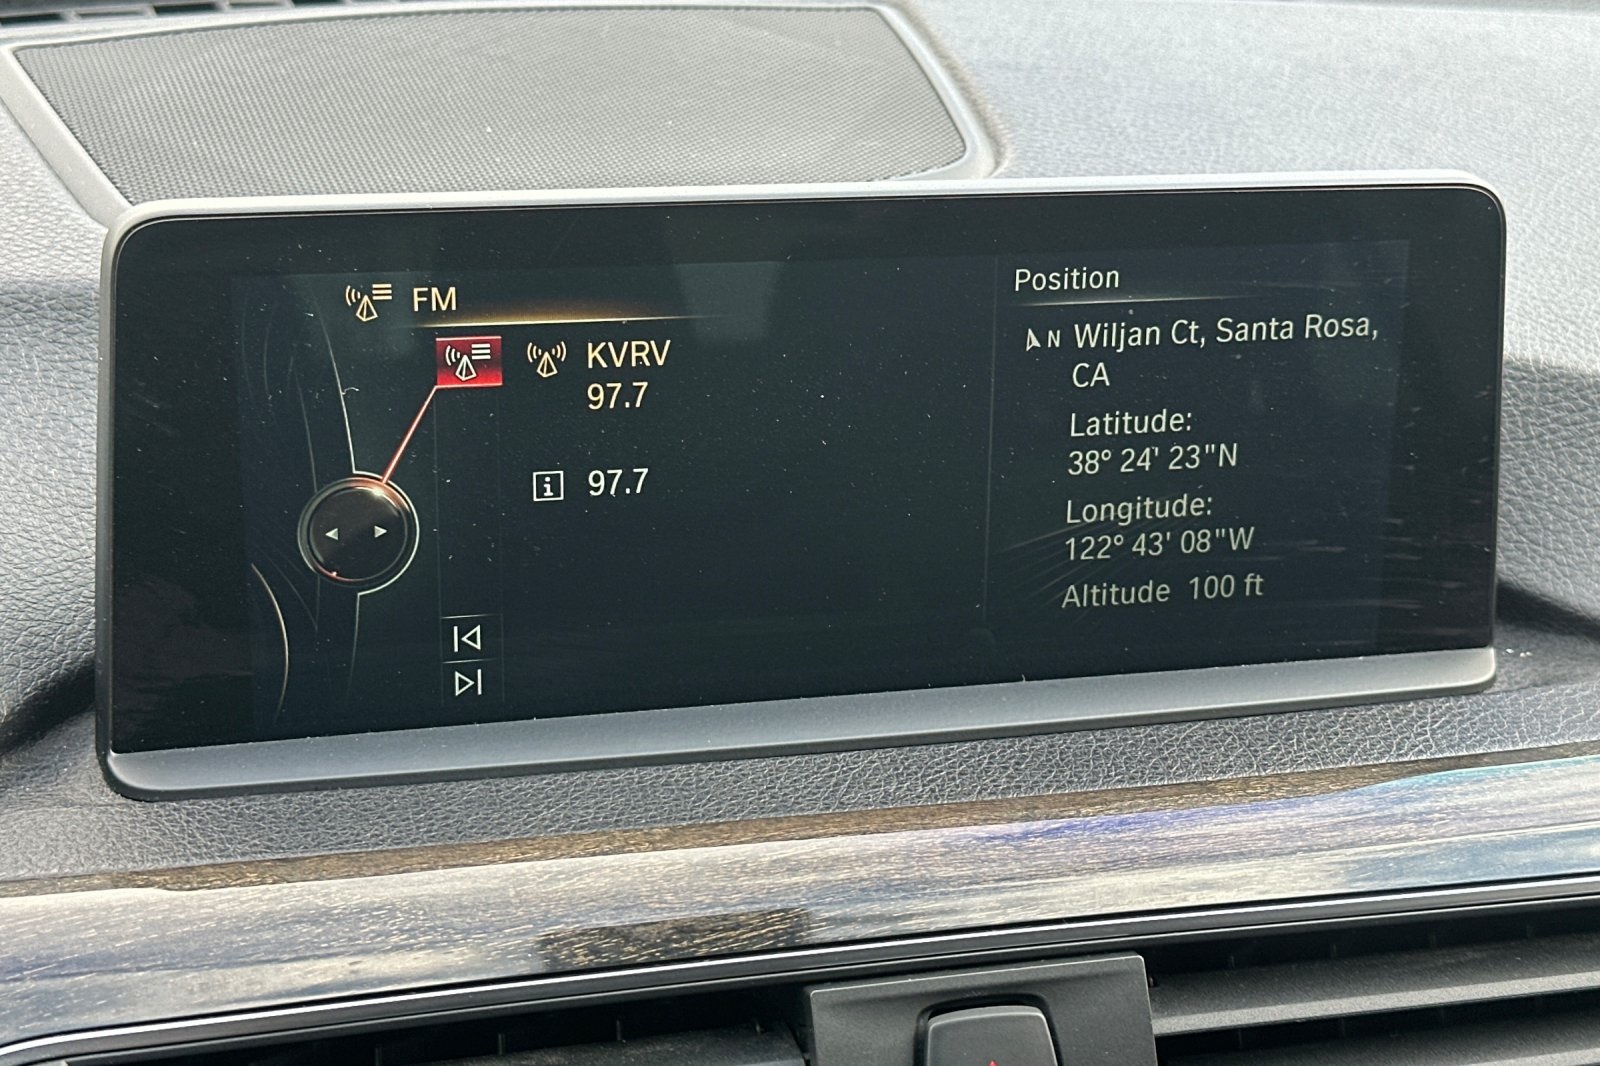 FM
KVRV
97.7
i 97.7
Position
N Wiljan Ct, Santa Rosa,
CA
Latitude:
38° 24' 23"N
Longitude:
122° 43' 08"W
Altitude 100 ft